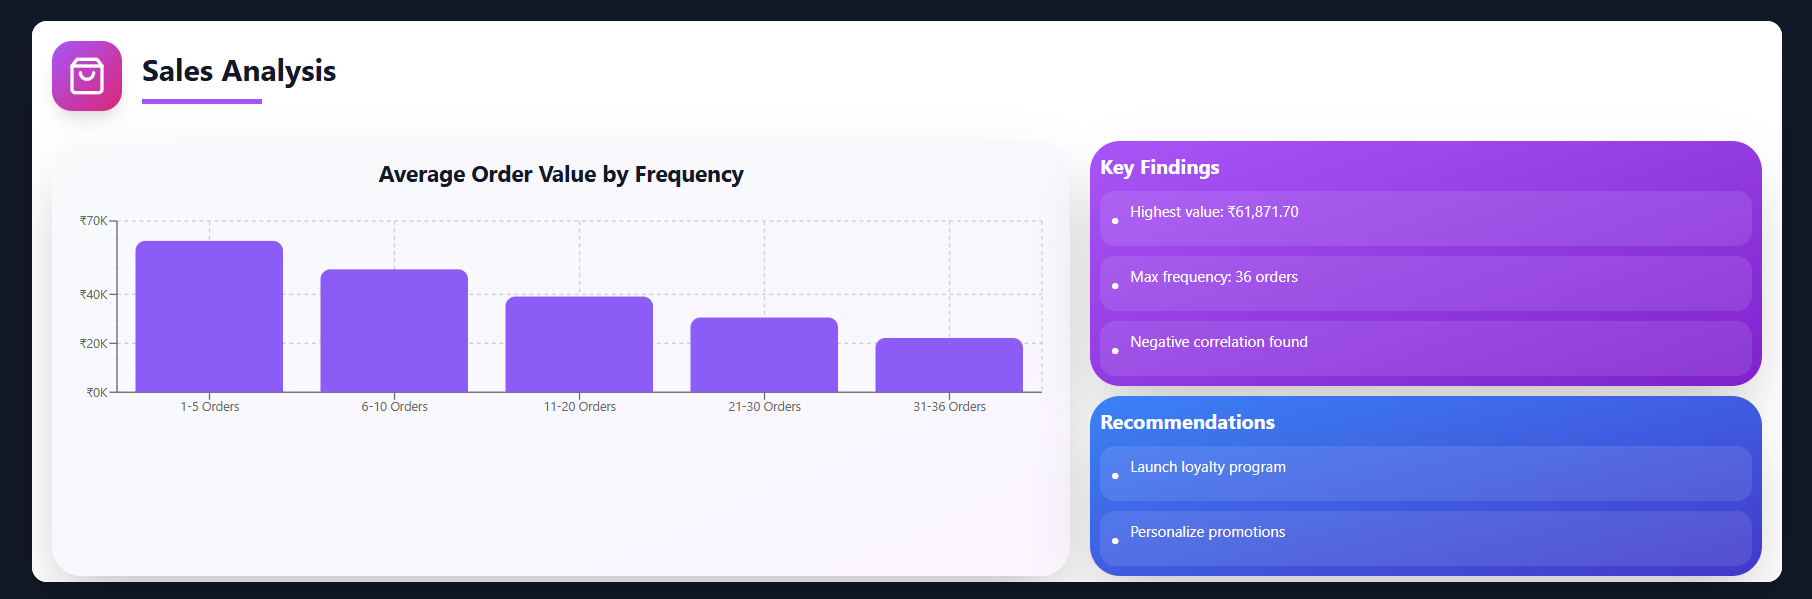 Sales Analysis
Average Order Value by Frequency
₹70K
₹40K
₹20K
₹0K
1-5 Orders
6-10 Orders
11-20 Orders
21-30 Orders
31-36 Orders
Key Findings
Highest value: ₹61,871.70
Max frequency: 36 orders
Negative correlation found
Recommendations
Launch loyalty program
Personalize promotions